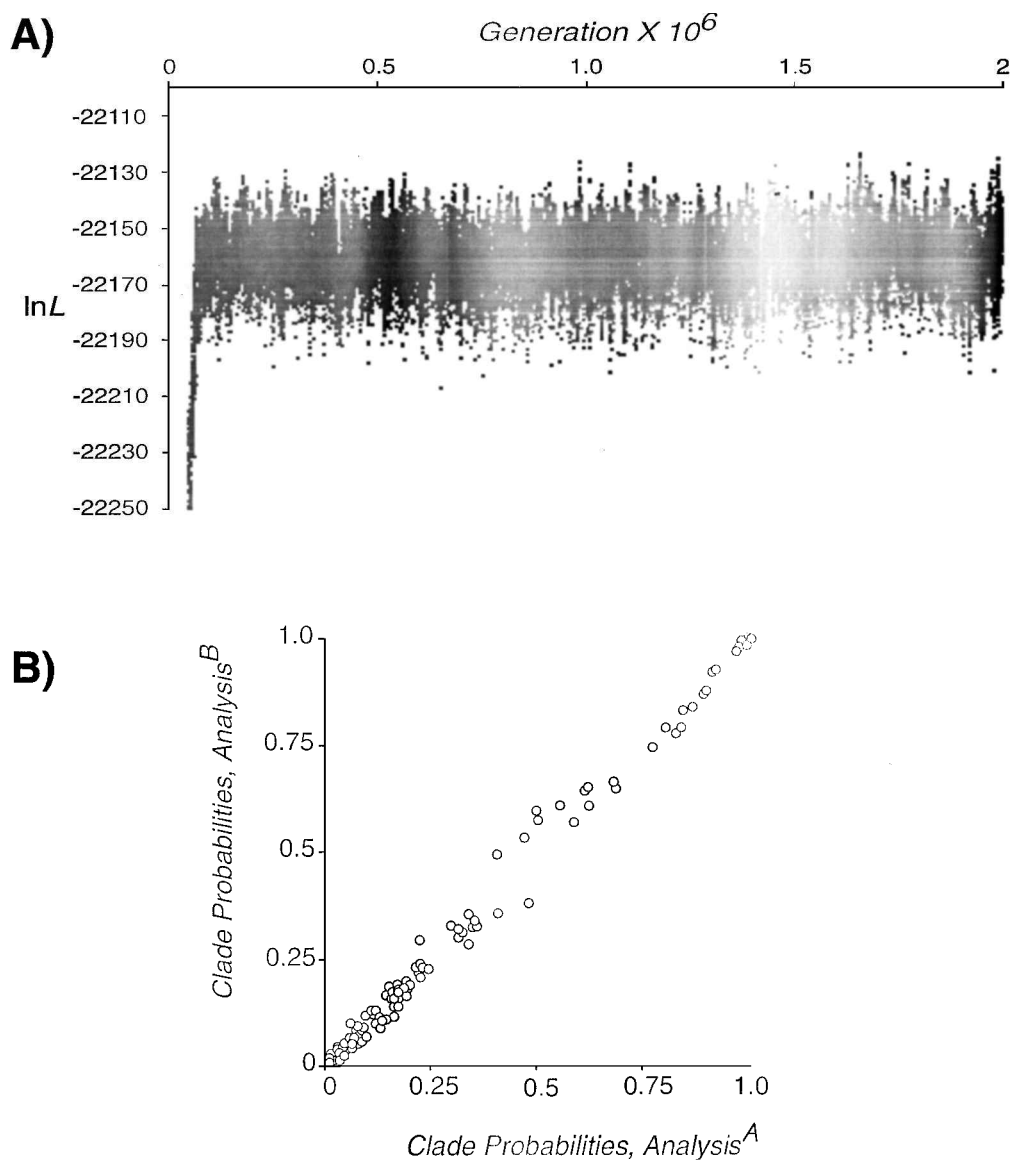 A)
Generation X 10^6
0 0.5 1.0 1.5 2
-22110
-22130
-22150
-22170
lnL
-22190
-22210
-22230
-22250
B)
Clade Probabilities, Analysis^B
1.0
0.75
0.5
0.25
0
0 0.25 0.5 0.75 1.0
Clade Probabilities, Analysis^A